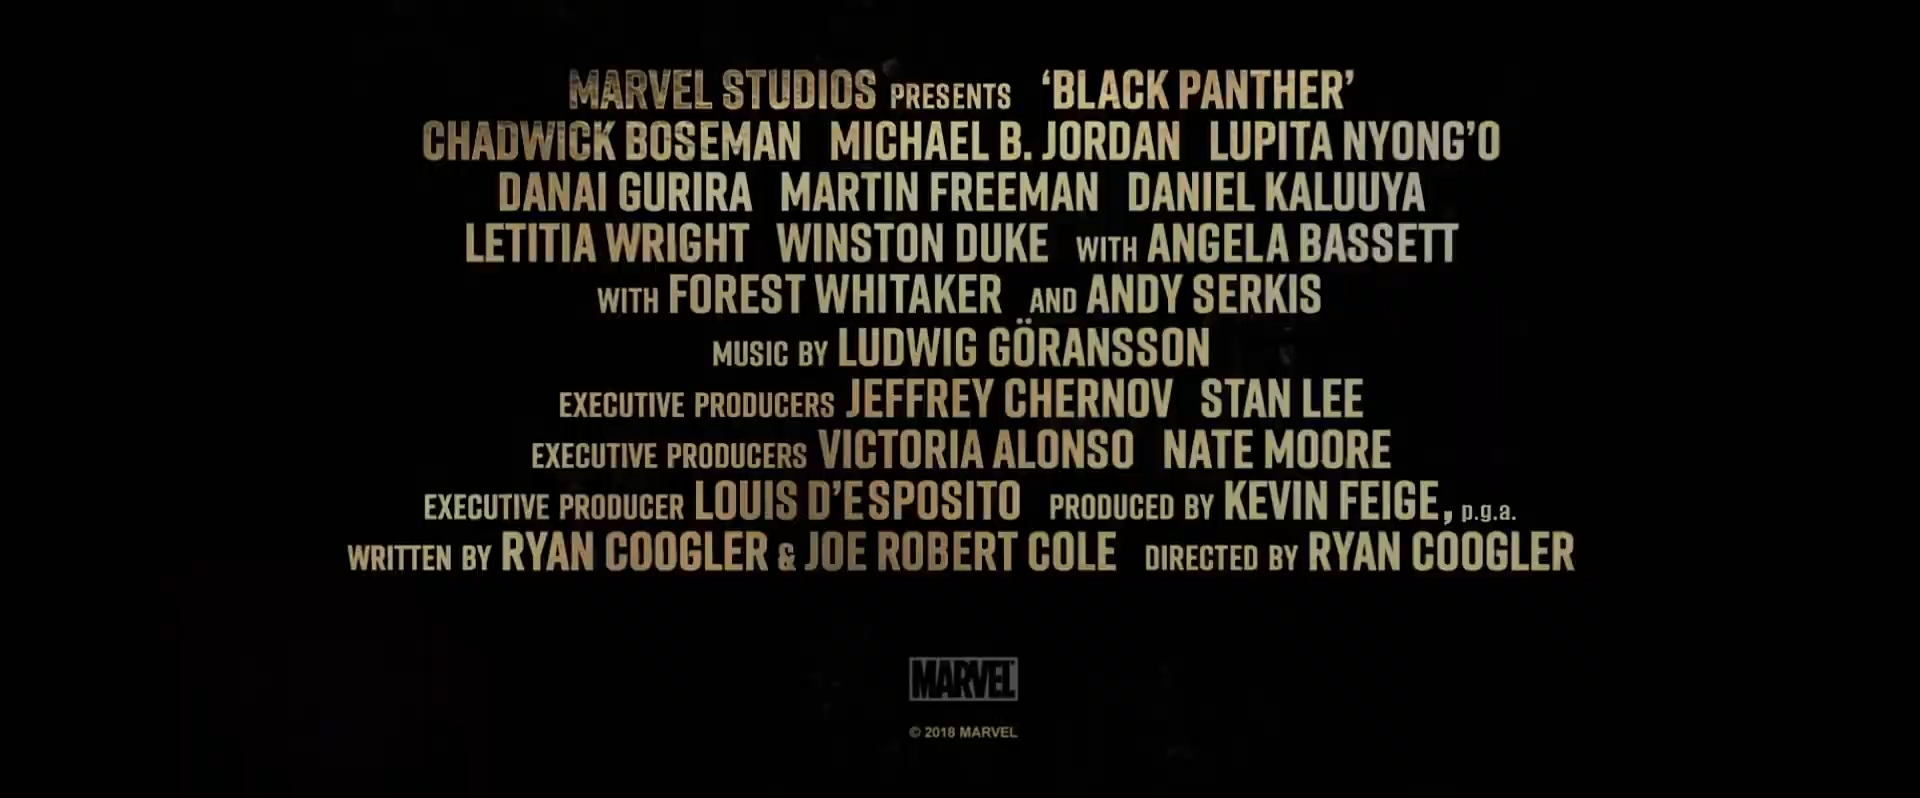 MARVEL STUDIOS PRESENTS ‘BLACK PANTHER’
CHADWICK BOSEMAN MICHAEL B. JORDAN LUPITA NYONG’O
DANAI GURIRA MARTIN FREEMAN DANIEL KALUUYA
LETITIA WRIGHT WINSTON DUKE WITH ANGELA BASSETT
WITH FOREST WHITAKER AND ANDY SERKIS
MUSIC BY LUDWIG GÖRANSSON
EXECUTIVE PRODUCERS JEFFREY CHERNOV STAN LEE
EXECUTIVE PRODUCERS VICTORIA ALONSO NATE MOORE
EXECUTIVE PRODUCER LOUIS D’ESPOSITO PRODUCED BY KEVIN FEIGE, p.g.a.
WRITTEN BY RYAN COOGLER & JOE ROBERT COLE DIRECTED BY RYAN COOGLER
MARVEL
© 2018 MARVEL